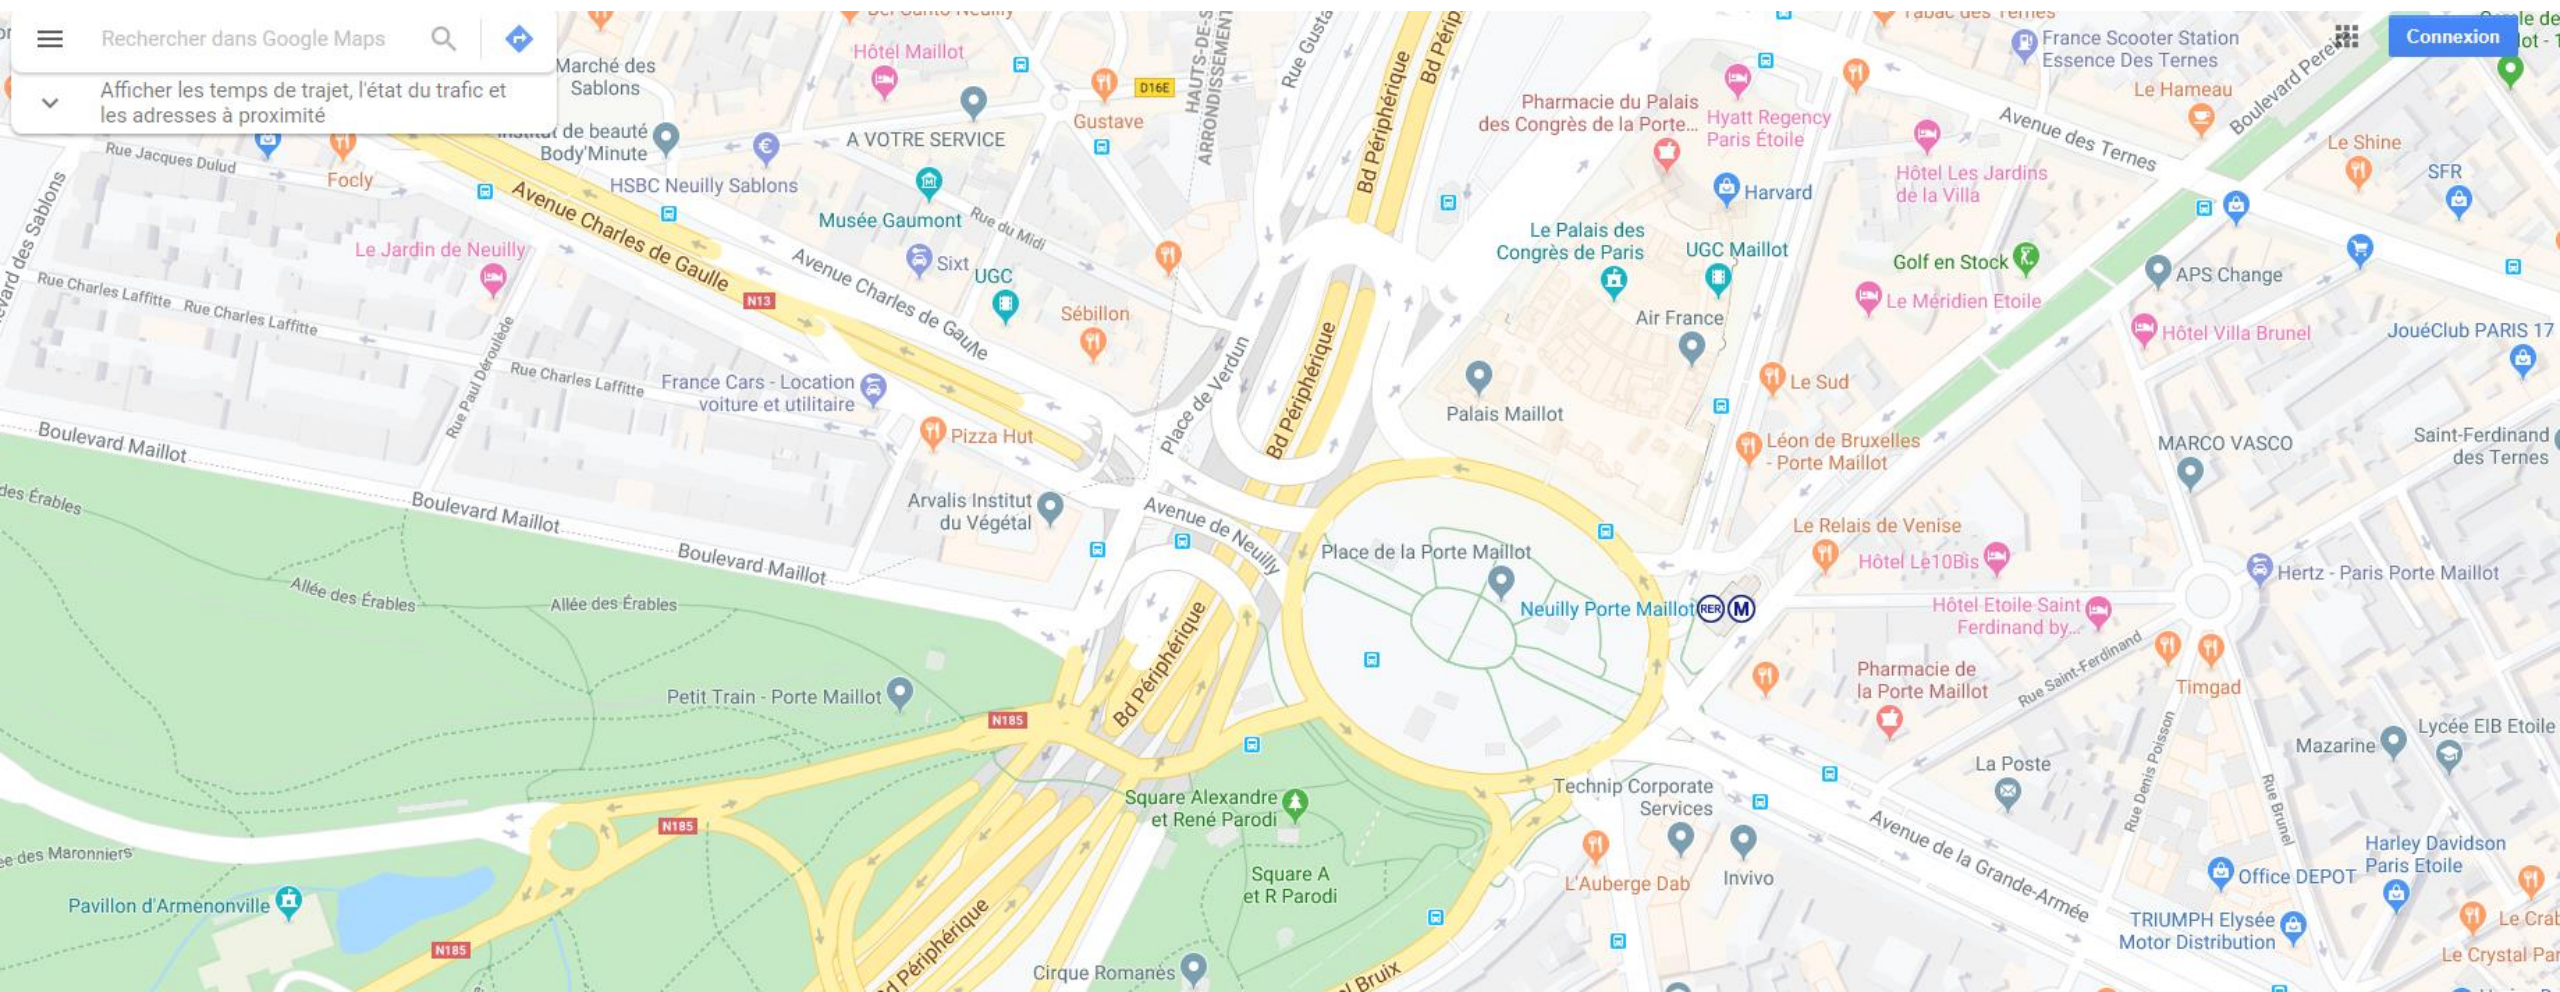 Rechercher dans Google Maps
Afficher les temps de trajet, l'état du trafic et
les adresses à proximité
Connexion
Marché des
Sablons
Hôtel Maillot
D16E
Gustave
A VOTRE SERVICE
HAUTS-DE-S
ARRONDISSEMENT
Rue Gusta
Bd Périphérique
Bd Périp
Tabac des Ternes
France Scooter Station
Essence Des Ternes
Le Hameau
Boulevard Pereire
Avenue des Ternes
Le Shine
SFR
Pharmacie du Palais
des Congrès de la Porte...
Hyatt Regency
Paris Étoile
Hôtel Les Jardins
de la Villa
Harvard
Institut de beauté
Body'Minute
HSBC Neuilly Sablons
Rue Jacques Dulud
Focly
Avenue Charles de Gaulle
Musée Gaumont
Rue du Midi
Sixt
UGC
Sébillon
Avenue Charles de Gaulle
N13
Le Jardin de Neuilly
Rue Charles Laffitte
Rue Charles Laffitte
Rue Charles Laffitte
Rue Paul Déroulède
France Cars - Location
voiture et utilitaire
Pizza Hut
Place de Verdun
Bd Périphérique
Le Palais des
Congrès de Paris
UGC Maillot
Air France
Palais Maillot
Golf en Stock
Le Méridien Etoile
APS Change
Hôtel Villa Brunel
JouéClub PARIS 17
Le Sud
Léon de Bruxelles
- Porte Maillot
MARCO VASCO
Saint-Ferdinand
des Ternes
Boulevard Maillot
Boulevard Maillot
Boulevard Maillot
des Érables
Allée des Érables
Allée des Érables
Arvalis Institut
du Végétal
Avenue de Neuilly
Place de la Porte Maillot
Neuilly Porte Maillot
RER
M
Le Relais de Venise
Hôtel Le10Bis
Hertz - Paris Porte Maillot
Hôtel Etoile Saint
Ferdinand by...
Rue Saint-Ferdinand
Timgad
Pharmacie de
la Porte Maillot
Petit Train - Porte Maillot
N185
Bd Périphérique
La Poste
Rue Denis Poisson
Rue Brunel
Mazarine
Lycée EIB Etoile
Technip Corporate
Services
Square Alexandre
et René Parodi
Square A
et R Parodi
N185
L'Auberge Dab
Invivo
Avenue de la Grande-Armée
Office DEPOT
Harley Davidson
Paris Etoile
TRIUMPH Elysée
Motor Distribution
Le Crab
Le Crystal Par
ée des Maronniers
Pavillon d'Armenonville
N185
Bd Périphérique
Cirque Romanès
Bruix